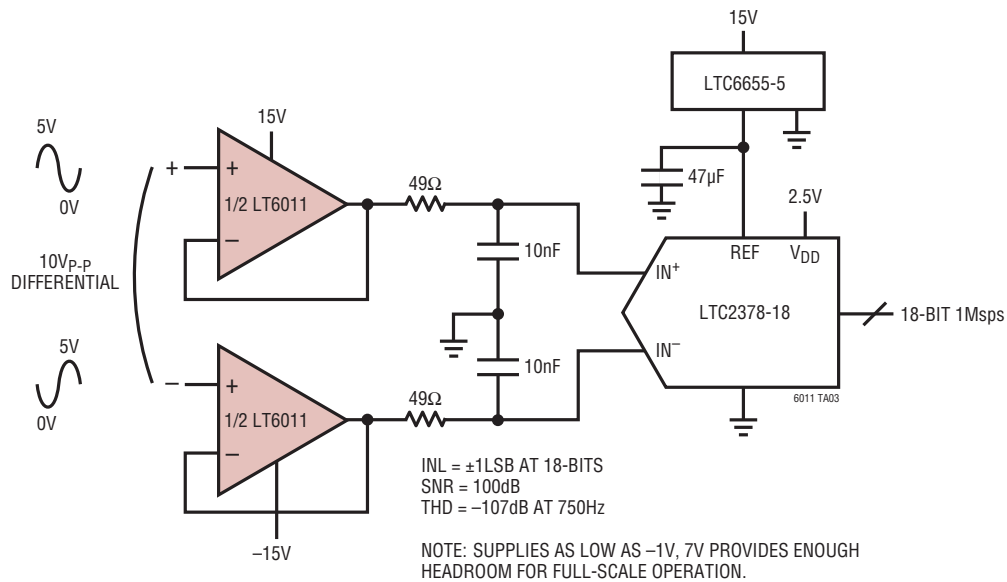 15V
LTC6655-5
5V
0V
15V
+
+
1/2 LT6011
–
49Ω
47µF
2.5V
10V P-P
DIFFERENTIAL
10nF
REF
VDD
IN+
LTC2378-18
18-BIT 1Msps
IN–
10nF
6011 TA03
5V
0V
–
+
1/2 LT6011
–
49Ω
–15V
INL = ±1LSB AT 18-BITS
SNR = 100dB
THD = –107dB AT 750Hz
NOTE: SUPPLIES AS LOW AS –1V, 7V PROVIDES ENOUGH
HEADROOM FOR FULL-SCALE OPERATION.